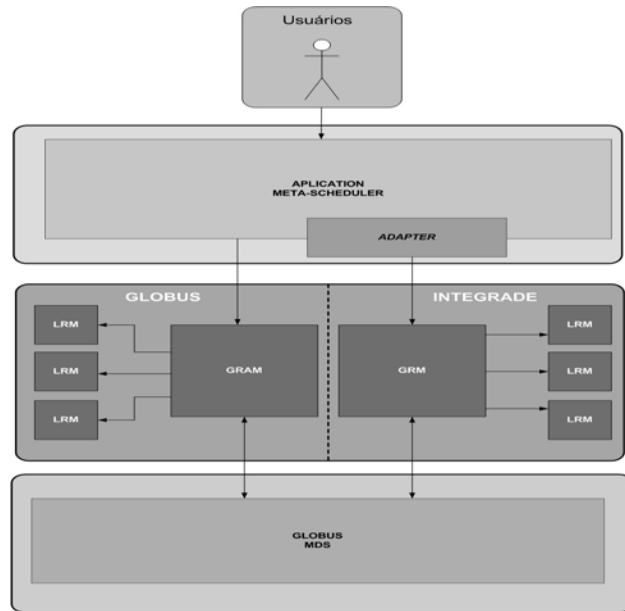 Usuários
APLICATION
META-SCHEDULER
ADAPTER
GLOBUS
INTEGRADE
LRM
LRM
LRM
GRAM
GRM
LRM
LRM
LRM
GLOBUS
MDS